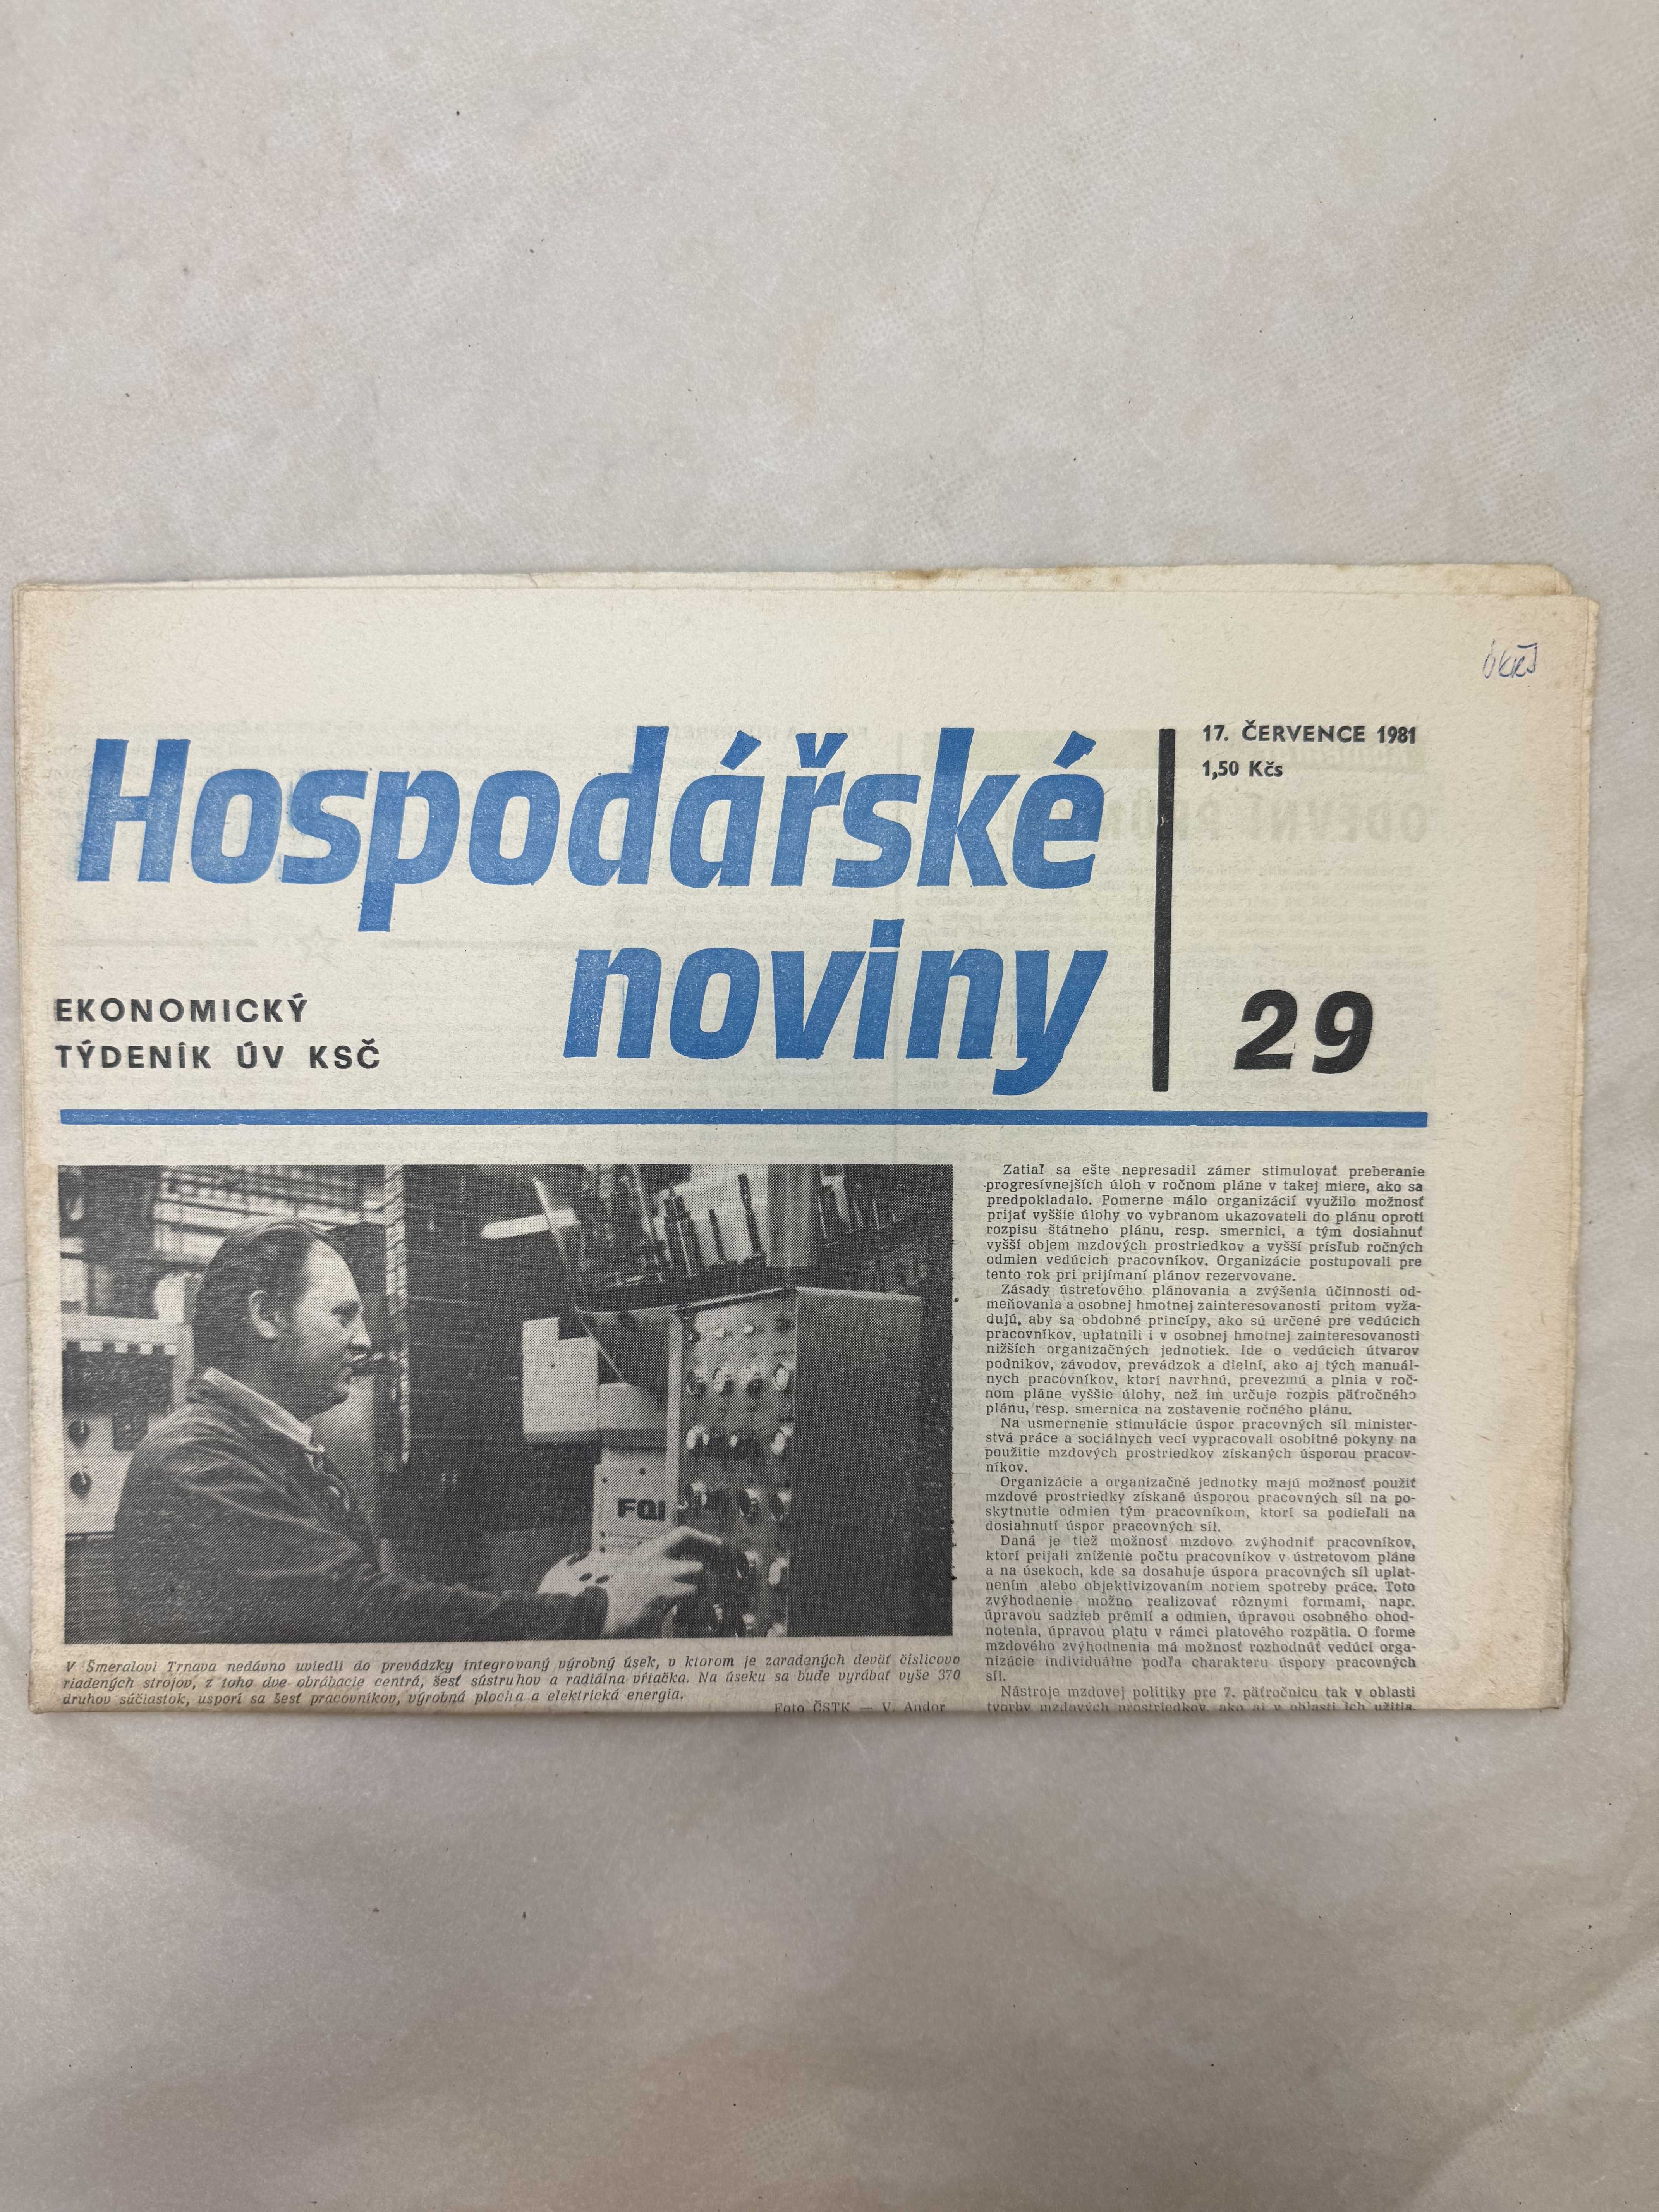 Hospodářské
noviny
EKONOMICKÝ
TÝDENÍK ÚV KSČ
17. ČERVENCE 1981
1,50 Kčs
29
FQI
V Šmeralovi Trnava nedávno uviedli do prevádzky integrovaný výrobný úsek, v ktorom je zaradených deväť číslicovo
riadených strojov, z toho dve obrábacie centrá, šesť sústruhov a radiálna vŕtačka. Na úseku sa bude vyrábať vyše 370
druhov súčiastok, usporí sa šesť pracovníkov, výrobná plocha a elektrická energia.
Foto ČSTK — V. Andor
Zatiaľ sa ešte nepresadil zámer stimulovať preberanie
progresívnejších úloh v ročnom pláne v takej miere, ako sa
predpokladalo. Pomerne málo organizácií využilo možnosť
prijať vyššie úlohy vo vybranom ukazovateli do plánu oproti
rozpisu štátneho plánu, resp. smernici, a tým dosiahnuť
vyšší objem mzdových prostriedkov a vyšší prísľub ročných
odmien vedúcich pracovníkov. Organizácie postupovali pre
tento rok pri prijímaní plánov rezervovane.
Zásady ústretového plánovania a zvýšenia účinnosti od-
meňovania a osobnej hmotnej zainteresovanosti pritom vyža-
dujú, aby sa obdobné princípy, ako sú určené pre vedúcich
pracovníkov, uplatnili i v osobnej hmotnej zainteresovanosti
nižších organizačných jednotiek. Ide o vedúcich útvarov
podnikov, závodov, prevádzok a dielní, ako aj tých manuál-
nych pracovníkov, ktorí navrhnú, prevezmú a plnia v roč-
nom pláne vyššie úlohy, než im určuje rozpis päťročného
plánu, resp. smernica na zostavenie ročného plánu.
Na usmernenie stimulácie úspor pracovných síl minister-
stvá práce a sociálnych vecí vypracovali osobitné pokyny na
použitie mzdových prostriedkov získaných úsporou pracov-
níkov.
Organizácie a organizačné jednotky majú možnosť použiť
mzdové prostriedky získané úsporou pracovných síl na po-
skytnutie odmien tým pracovníkom, ktorí sa podieľali na
dosiahnutí úspor pracovných síl.
Daná je tiež možnosť mzdovo zvýhodniť pracovníkov,
ktorí prijali zníženie počtu pracovníkov v ústretovom pláne
a na úsekoch, kde sa dosahuje úspora pracovných síl uplat-
nením alebo objektivizovaním noriem spotreby práce. Toto
zvýhodnenie možno realizovať rôznymi formami, napr.
úpravou sadzieb prémií a odmien, úpravou osobného ohod-
notenia, úpravou platu v rámci platového rozpätia. O forme
mzdového zvýhodnenia má možnosť rozhodnúť vedúci orga-
nizácie individuálne podľa charakteru úspory pracovných
síl.
Nástroje mzdovej politiky pre 7. päťročnicu tak v oblasti
tvorby mzdových prostriedkov, ako aj v oblasti ich užitia,